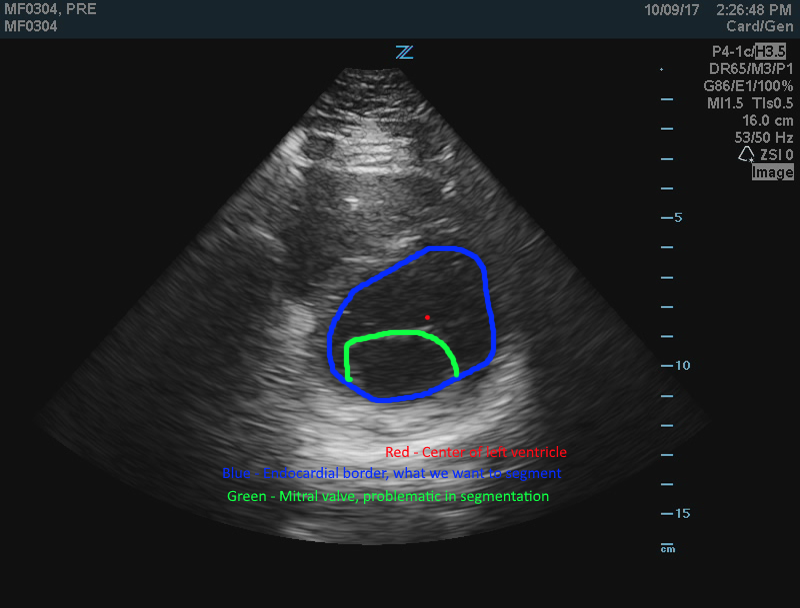 MF0304, PRE
MF0304
10/09/17 2:26:48 PM
Card/Gen
P4-1c/H3.5
DR65/M3/P1
G86/E1/100%
MI1.5 TIs0.5
16.0 cm
53/50 Hz
ZSI 0
Image
Z
5
10
15
cm
Red - Center of left ventricle
Blue - Endocardial border, what we want to segment
Green - Mitral valve, problematic in segmentation